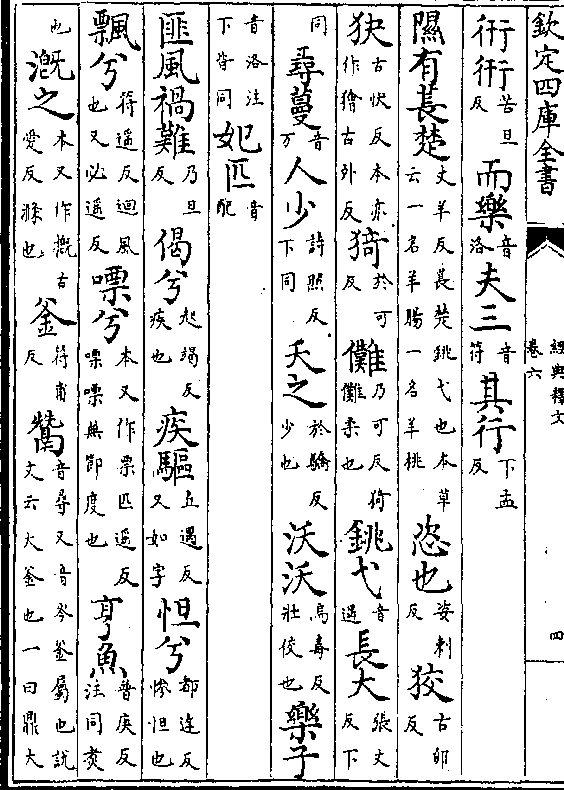 欽定四庫全書 經典釋文 卷六 四
衎衎苦旦反而樂音洛夫三音符其行下孟反
隰有萇楚丈羊反萇楚銚弋也本草云一名羊腸一名羊桃恣也姿刺反狡古卯反
㹟古快反本亦作獪古外反猗於可反儺乃可反猗儺柔也銚弋音遥長大張丈反下
同尋蔓音万人少詩照反下同夭之於驕反少也沃沃烏毒反壯佼也樂子
音洛注下皆同妃匹音配
匪風禍難乃旦反偈兮起竭反疾也疾驅丘遇反又如字怛兮都達反慘怛也
飄兮符遥反迴風也又必遥反嘌兮本又作票匹遥反嘌嘌無節度也亨魚普庚反注同煑
也溉之本又作摡古愛反滌也釜符甫反鬵音尋又音岑釜屬也說文云大釜也一曰鼎大